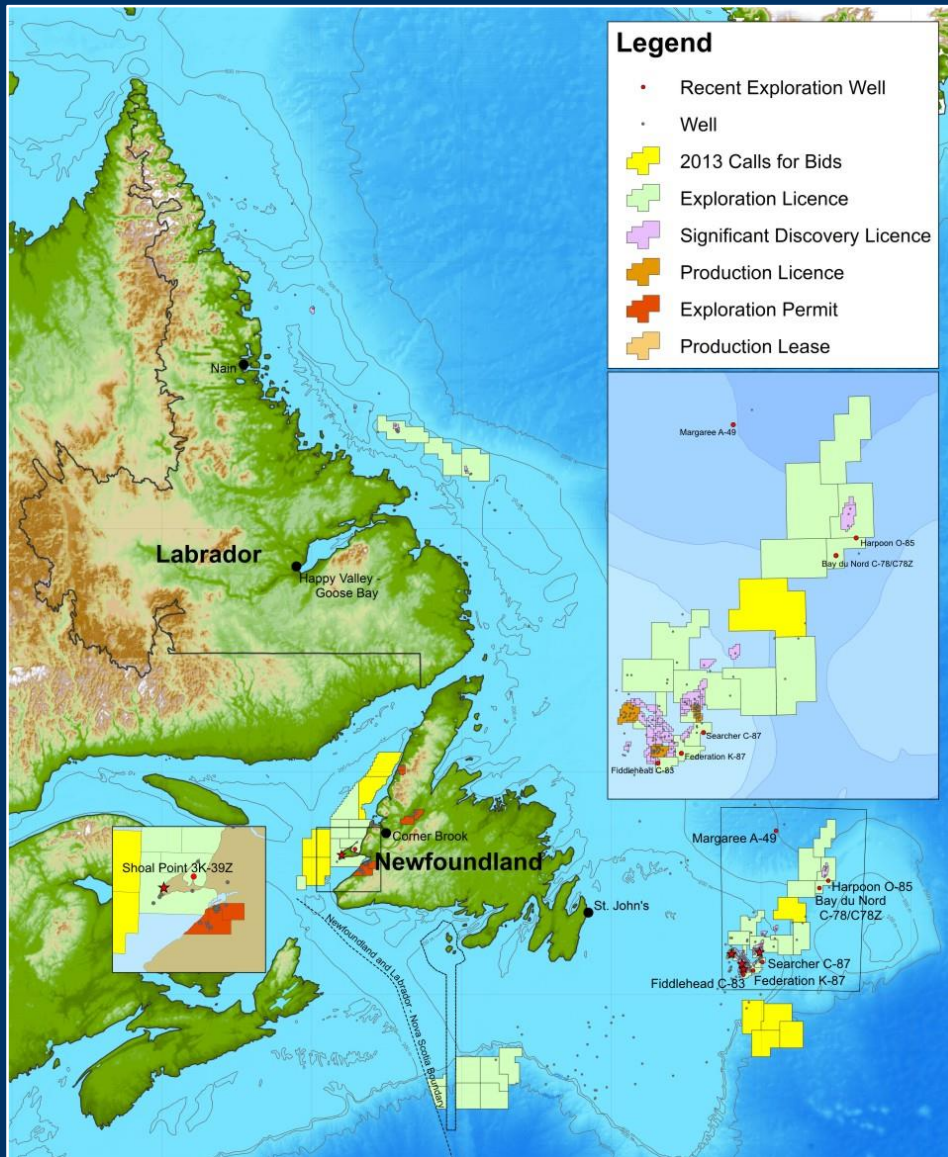 Legend
Recent Exploration Well
Well
2013 Calls for Bids
Exploration Licence
Significant Discovery Licence
Production Licence
Exploration Permit
Production Lease
Nain
Labrador
Happy Valley -
Goose Bay
Margaree A-49
Harpoon O-85
Bay du Nord C-78/C78Z
Searcher C-87
Federation K-87
Fiddlehead C-83
Shoal Point 3K-39Z
Corner Brook
Newfoundland
St. John's
Newfoundland and Labrador - Nova Scotia Boundary
Margaree A-49
Harpoon O-85
Bay du Nord
C-78/C78Z
Searcher C-87
Federation K-87
Fiddlehead C-83